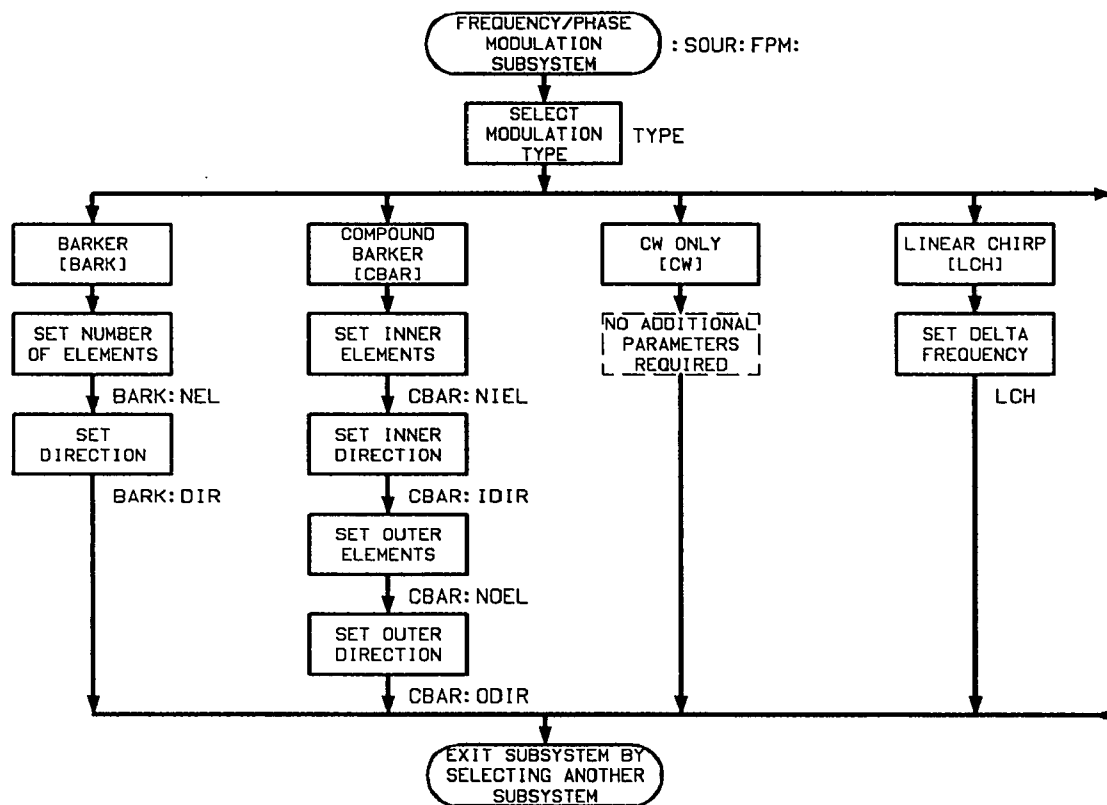 FREQUENCY/PHASE
MODULATION
SUBSYSTEM
:SOUR:FPM:
SELECT
MODULATION
TYPE
TYPE
BARKER
[BARK]
COMPOUND
BARKER
[CBAR]
CW ONLY
[CW]
LINEAR CHIRP
[LCH]
SET NUMBER
OF ELEMENTS
SET INNER
ELEMENTS
NO ADDITIONAL
PARAMETERS
REQUIRED
SET DELTA
FREQUENCY
BARK:NEL
CBAR:NIEL
LCH
SET
DIRECTION
SET INNER
DIRECTION
BARK:DIR
CBAR:IDIR
SET OUTER
ELEMENTS
CBAR:NOEL
SET OUTER
DIRECTION
CBAR:ODIR
EXIT SUBSYSTEM BY
SELECTING ANOTHER
SUBSYSTEM